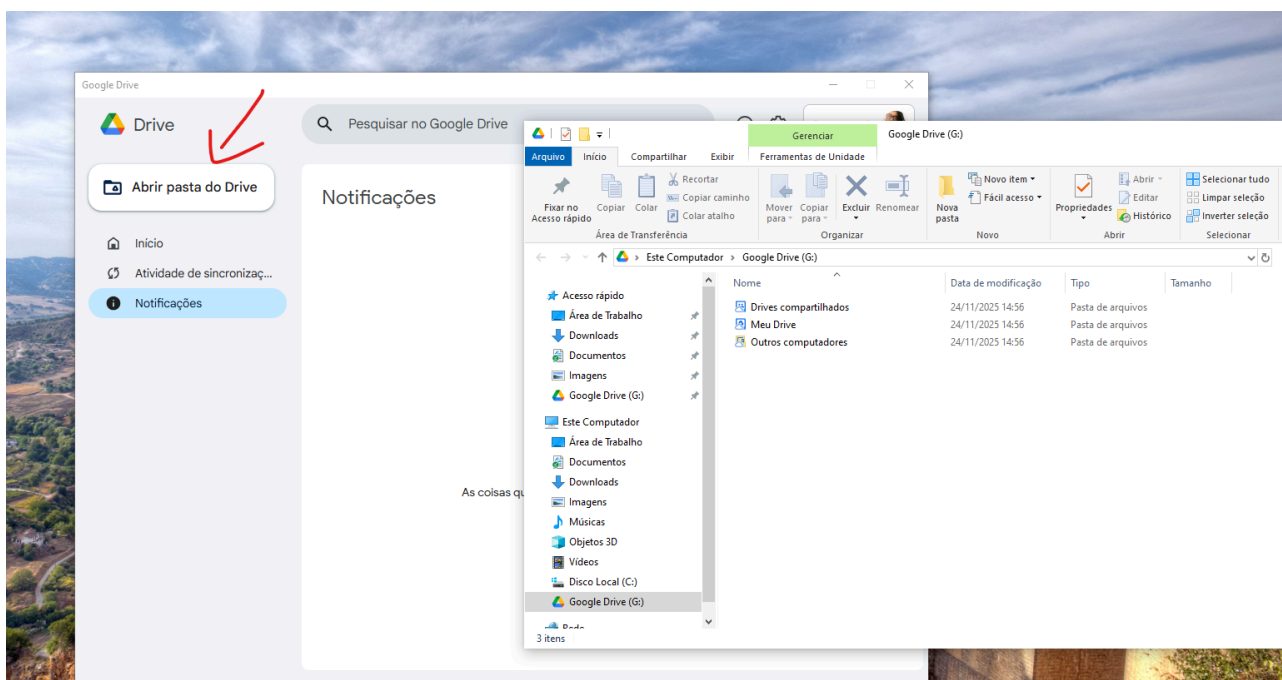 Google Drive
Drive
Pesquisar no Google Drive
Abrir pasta do Drive
Início
Atividade de sincronizaç...
Notificações
Notificações
As coisas qu
Gerenciar
Google Drive (G:)
Arquivo
Início
Compartilhar
Exibir
Ferramentas de Unidade
Fixar no
Acesso rápido
Copiar
Colar
Recortar
Copiar caminho
Colar atalho
Área de Transferência
Mover
para
Copiar
para
Excluir
Renomear
Organizar
Nova
pasta
Novo item
Fácil acesso
Novo
Propriedades
Abrir
Editar
Histórico
Abrir
Selecionar tudo
Limpar seleção
Inverter seleção
Selecionar
Este Computador > Google Drive (G:)
Acesso rápido
Área de Trabalho
Downloads
Documentos
Imagens
Google Drive (G:)
Este Computador
Área de Trabalho
Documentos
Downloads
Imagens
Músicas
Objetos 3D
Vídeos
Disco Local (C:)
Google Drive (G:)
Rede
Nome Data de modificação Tipo Tamanho
Drives compartilhados 24/11/2025 14:56 Pasta de arquivos
Meu Drive 24/11/2025 14:56 Pasta de arquivos
Outros computadores 24/11/2025 14:56 Pasta de arquivos
3 itens